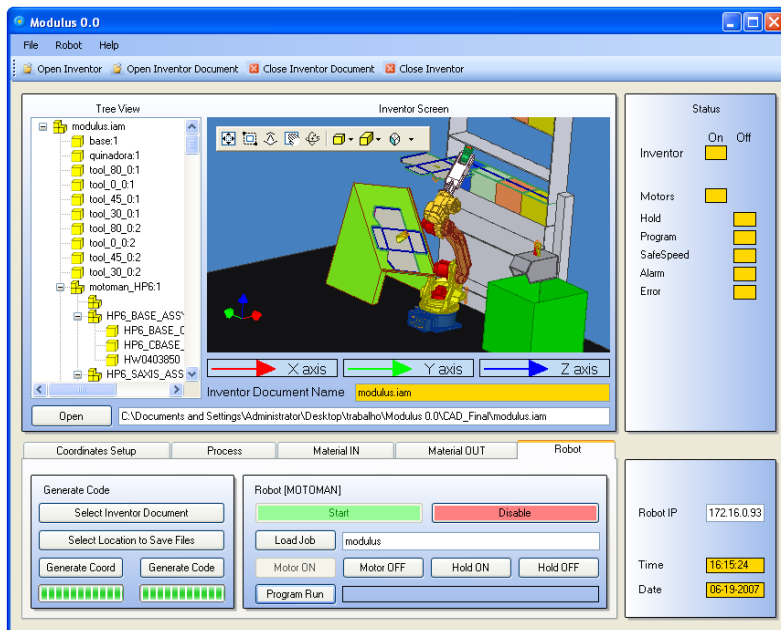 Modulus 0.0
File Robot Help
Open Inventor Open Inventor Document Close Inventor Document Close Inventor
Tree View
modulus.iam
base:1
quinadora:1
tool_80_0:1
tool_0_0:1
tool_45_0:1
tool_30_0:1
tool_80_0:2
tool_0_0:2
tool_45_0:2
tool_30_0:2
motoman_HP6:1
HP6_BASE_ASSY
HP6_BASE_C
HP6_CBASE_
HW0403850
HP6_SAXIS_ASS
Inventor Screen
X axis Y axis Z axis
Inventor Document Name modulus.iam
Open C:\Documents and Settings\Administrator\Desktop\trabalho\Modulus 0.0\CAD_Final\modulus.iam
Status
On Off
Inventor
Motors
Hold
Program
SafeSpeed
Alarm
Error
Coordinates Setup Process Material IN Material OUT Robot
Generate Code
Select Inventor Document
Select Location to Save Files
Generate Coord Generate Code
Robot [MOTOMAN]
Start Disable
Load Job modulus
Motor ON Motor OFF Hold ON Hold OFF
Program Run
Robot IP 172.16.0.93
Time 16:15:24
Date 06-19-2007